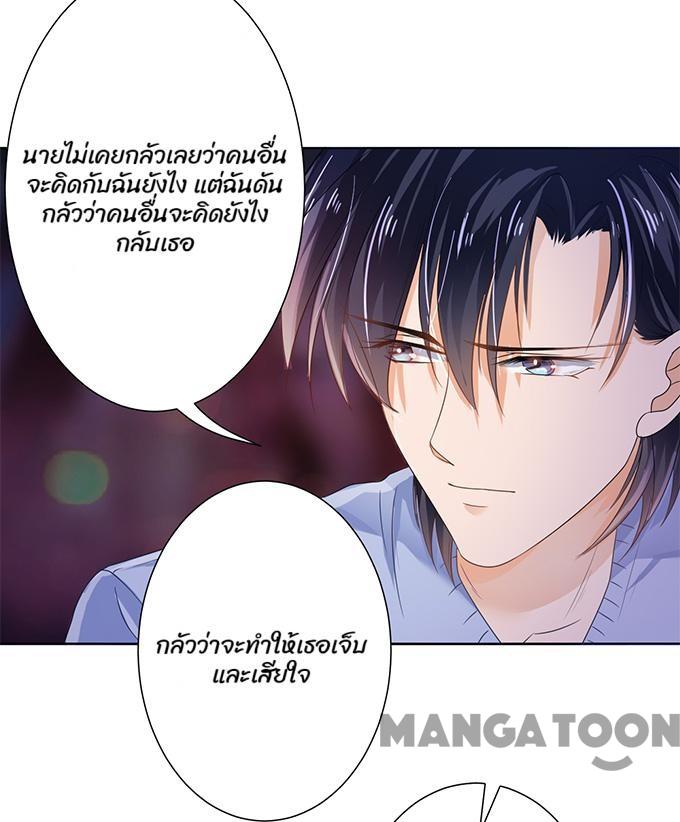 นายไม่เคยกลัวเลยว่าคนอื่น
จะคิดกับฉันยังไง แต่ฉันดัน
กลัวว่าคนอื่นจะคิดยังไง
กลับเธอ
กลัวว่าจะทำให้เธอเจ็บ
และเสียใจ
MANGATOON